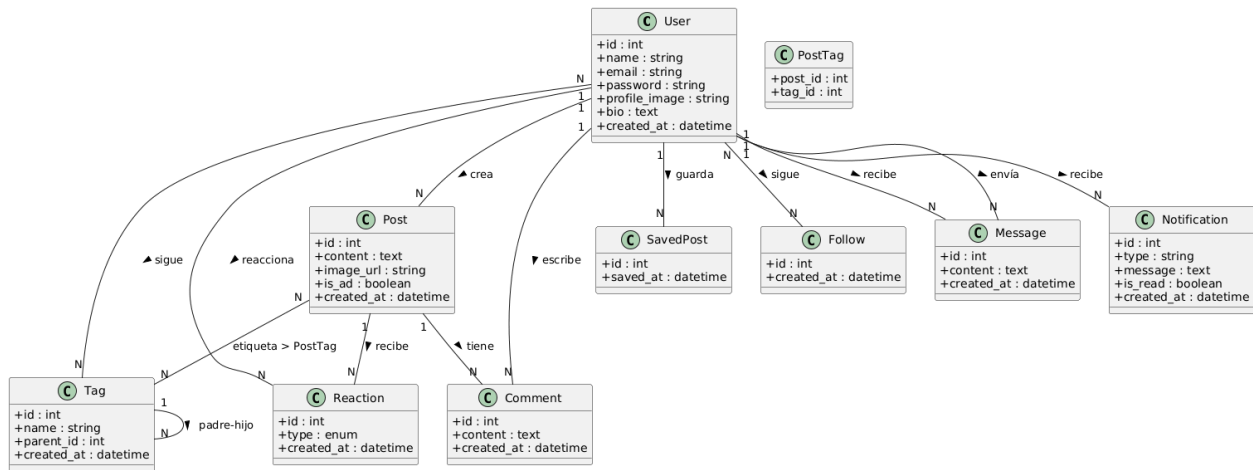 C User
+id : int
+name : string
+email : string
+password : string
+profile_image : string
+bio : text
+created_at : datetime
C PostTag
+post_id : int
+tag_id : int
N
1
1
1
1
N
1
1
1
crea
guarda
sigue
recibe
envía
recibe
N
N
N
N
N
N
C Post
+id : int
+content : text
+image_url : string
+is_ad : boolean
+created_at : datetime
C SavedPost
+id : int
+saved_at : datetime
C Follow
+id : int
+created_at : datetime
C Message
+id : int
+content : text
+created_at : datetime
C Notification
+id : int
+type : string
+message : text
+is_read : boolean
+created_at : datetime
sigue
reacciona
escribe
N
1
1
etiqueta > PostTag
recibe
tiene
N
N
N
N
N
N
C Tag
+id : int
+name : string
+parent_id : int
+created_at : datetime
1
N
padre-hijo
C Reaction
+id : int
+type : enum
+created_at : datetime
C Comment
+id : int
+content : text
+created_at : datetime